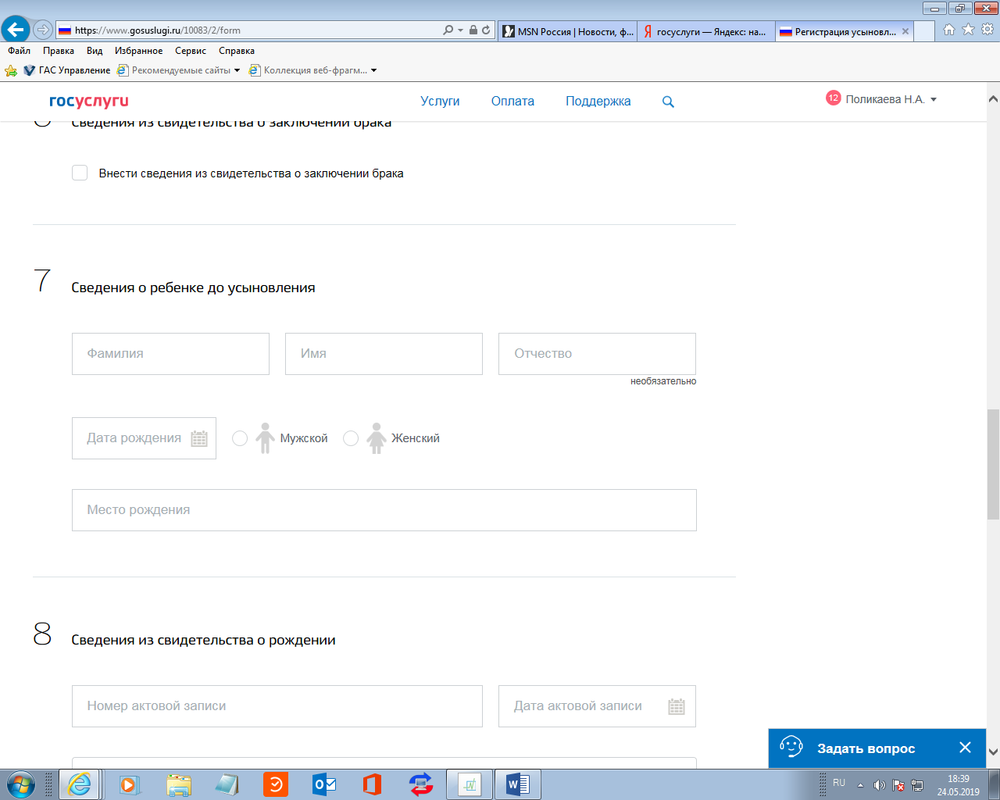 https://www.gosuslugi.ru/10083/2/form
MSN Россия | Новости, ф...
госуслуги — Яндекс: на...
Регистрация усыновл...
Файл Правка Вид Избранное Сервис Справка
ГАС Управление Рекомендуемые сайты Коллекция веб-фрагм...
госуслуги Услуги Оплата Поддержка 12 Поликаева Н.А.
Сведения из свидетельства о заключении брака
Внести сведения из свидетельства о заключении брака
7 Сведения о ребенке до усыновления
Фамилия Имя Отчество
необязательно
Дата рождения Мужской Женский
Место рождения
8 Сведения из свидетельства о рождении
Номер актовой записи Дата актовой записи
Задать вопрос
RU 18:39
24.05.2019